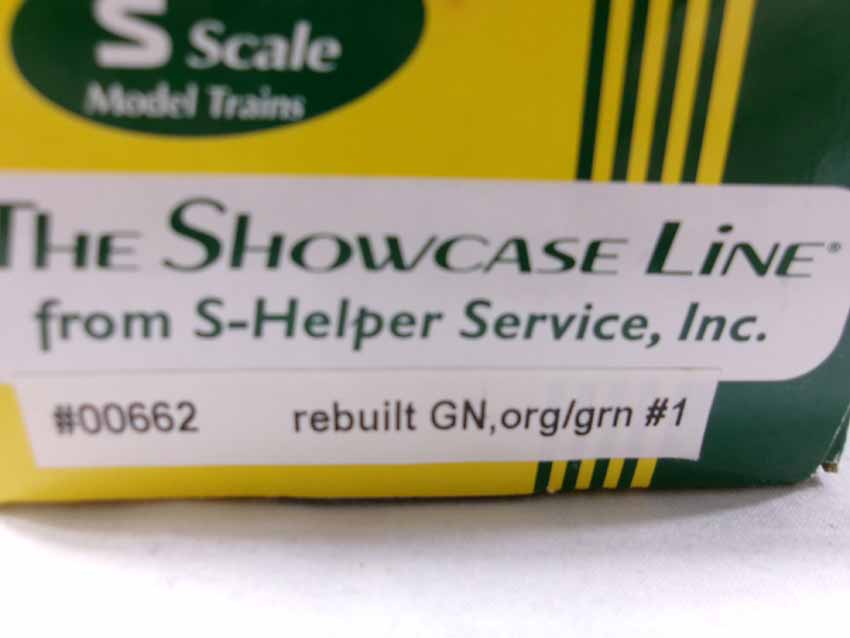 S Scale
Model Trains
THE SHOWCASE LINE®
from S-Helper Service, Inc.
#00662 rebuilt GN,org/grn #1